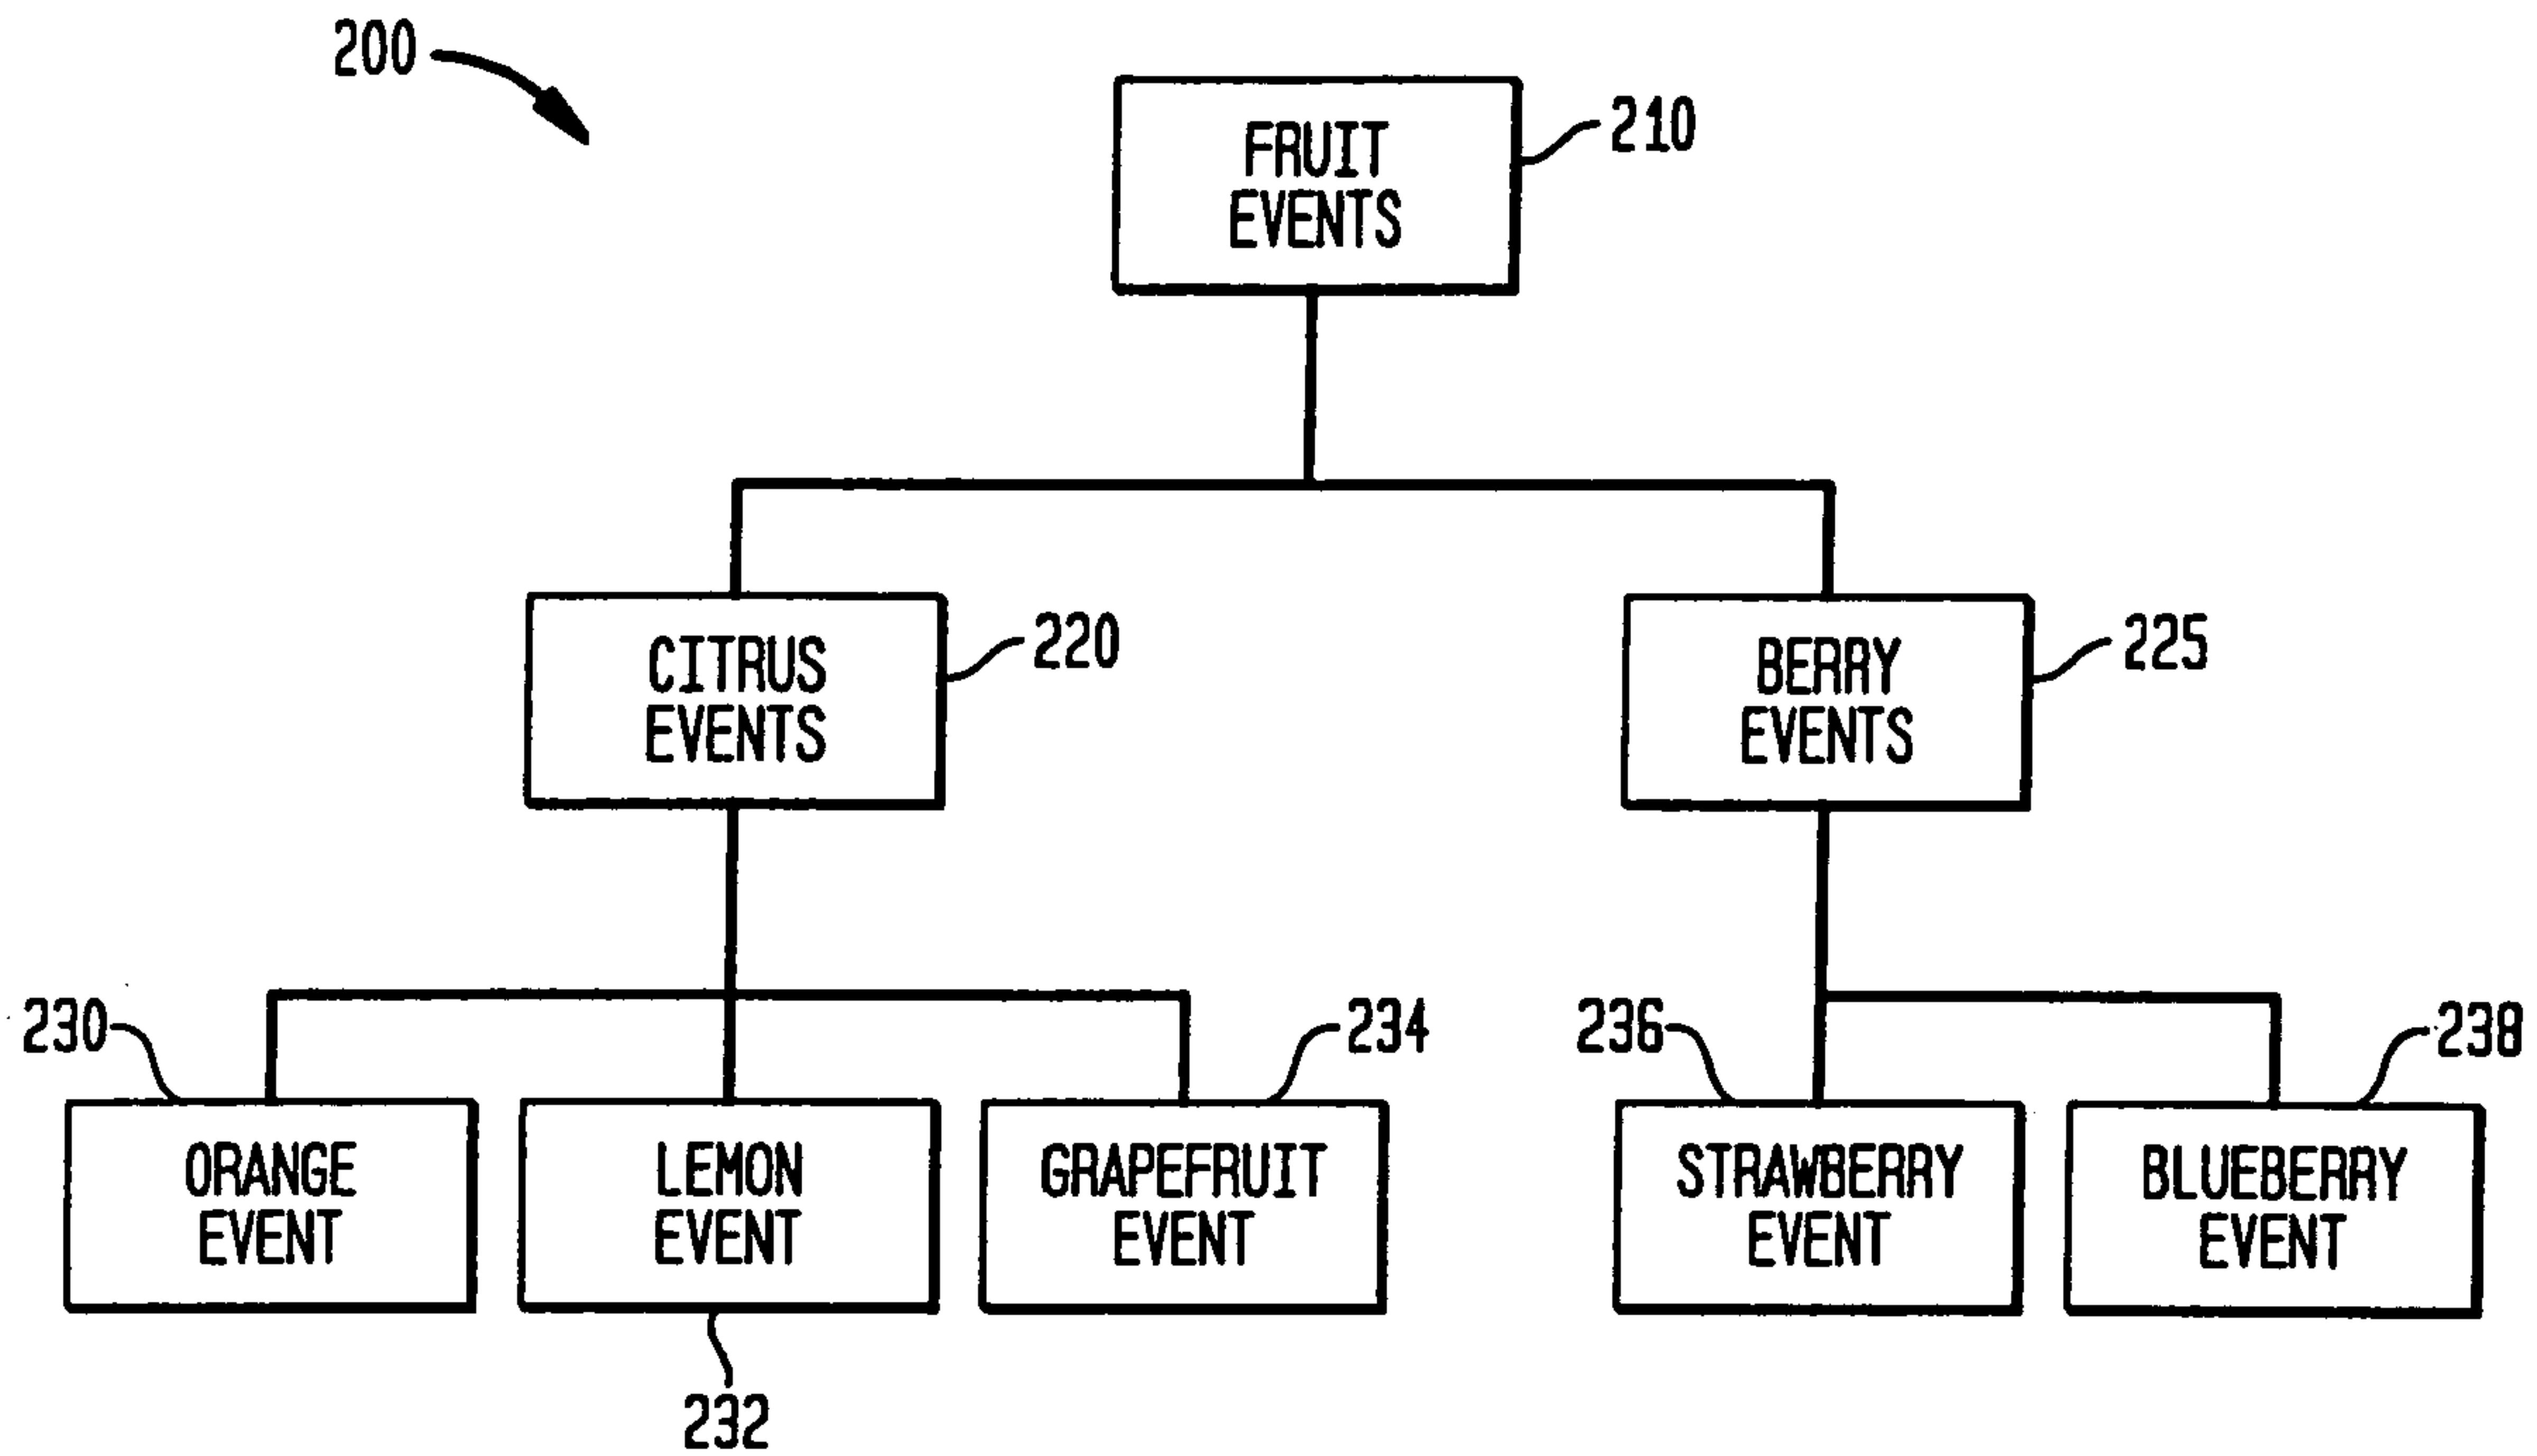 200
FRUIT
EVENTS
210
CITRUS
EVENTS
220
BERRY
EVENTS
225
230
234
236
238
ORANGE
EVENT
LEMON
EVENT
GRAPEFRUIT
EVENT
STRAWBERRY
EVENT
BLUEBERRY
EVENT
232